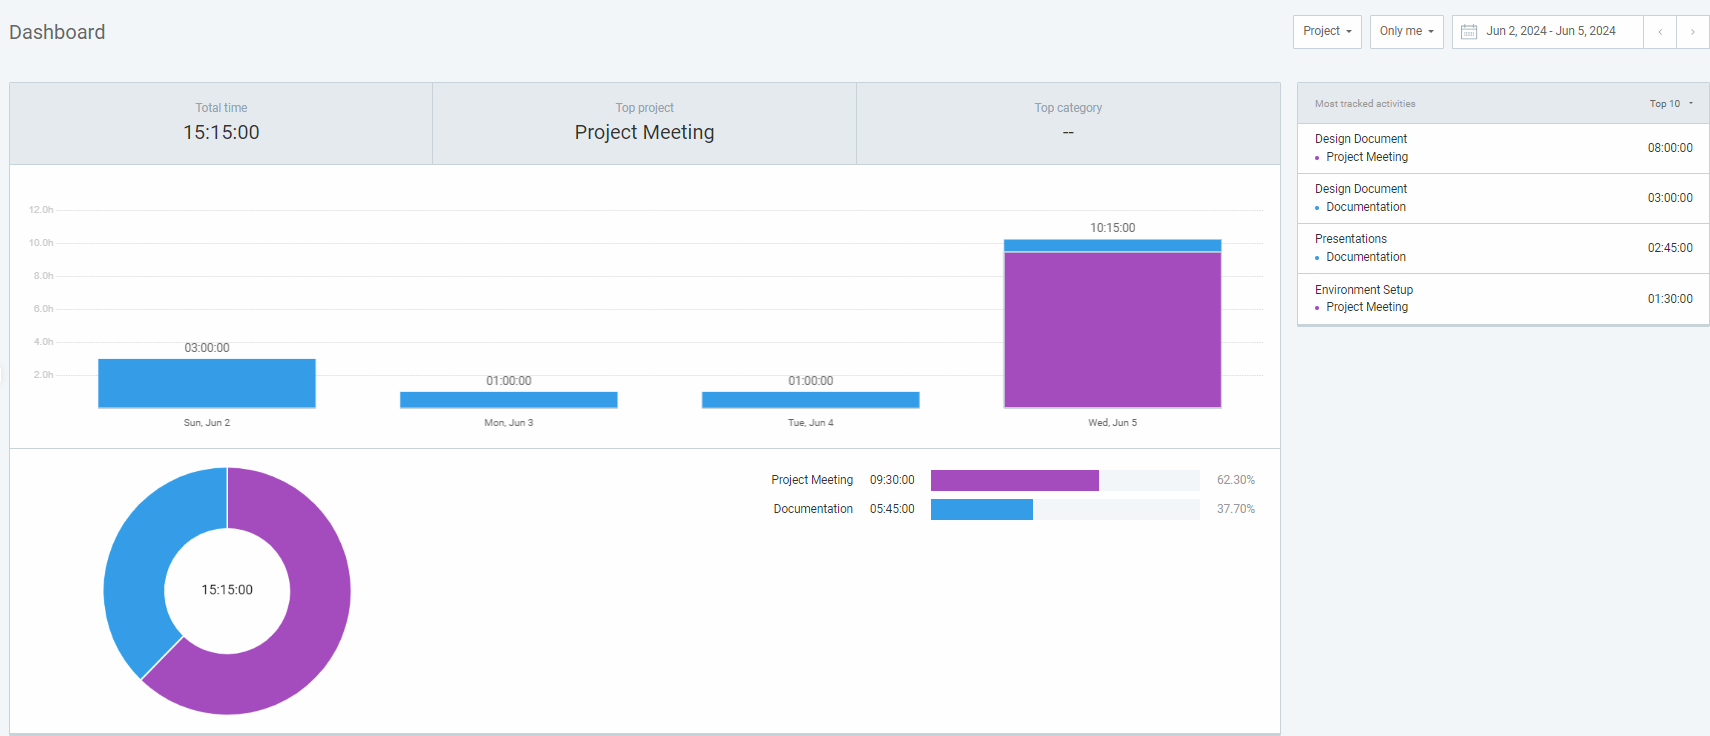 Dashboard
Project
Only me
Jun 2, 2024 - Jun 5, 2024
Total time
15:15:00
Top project
Project Meeting
Top category
--
12.0h
10.0h
8.0h
6.0h
4.0h
2.0h
03:00:00
01:00:00
01:00:00
10:15:00
Sun, Jun 2
Mon, Jun 3
Tue, Jun 4
Wed, Jun 5
15:15:00
Project Meeting 09:30:00 62.30%
Documentation 05:45:00 37.70%
Most tracked activities Top 10
Design Document
Project Meeting
08:00:00
Design Document
Documentation
03:00:00
Presentations
Documentation
02:45:00
Environment Setup
Project Meeting
01:30:00